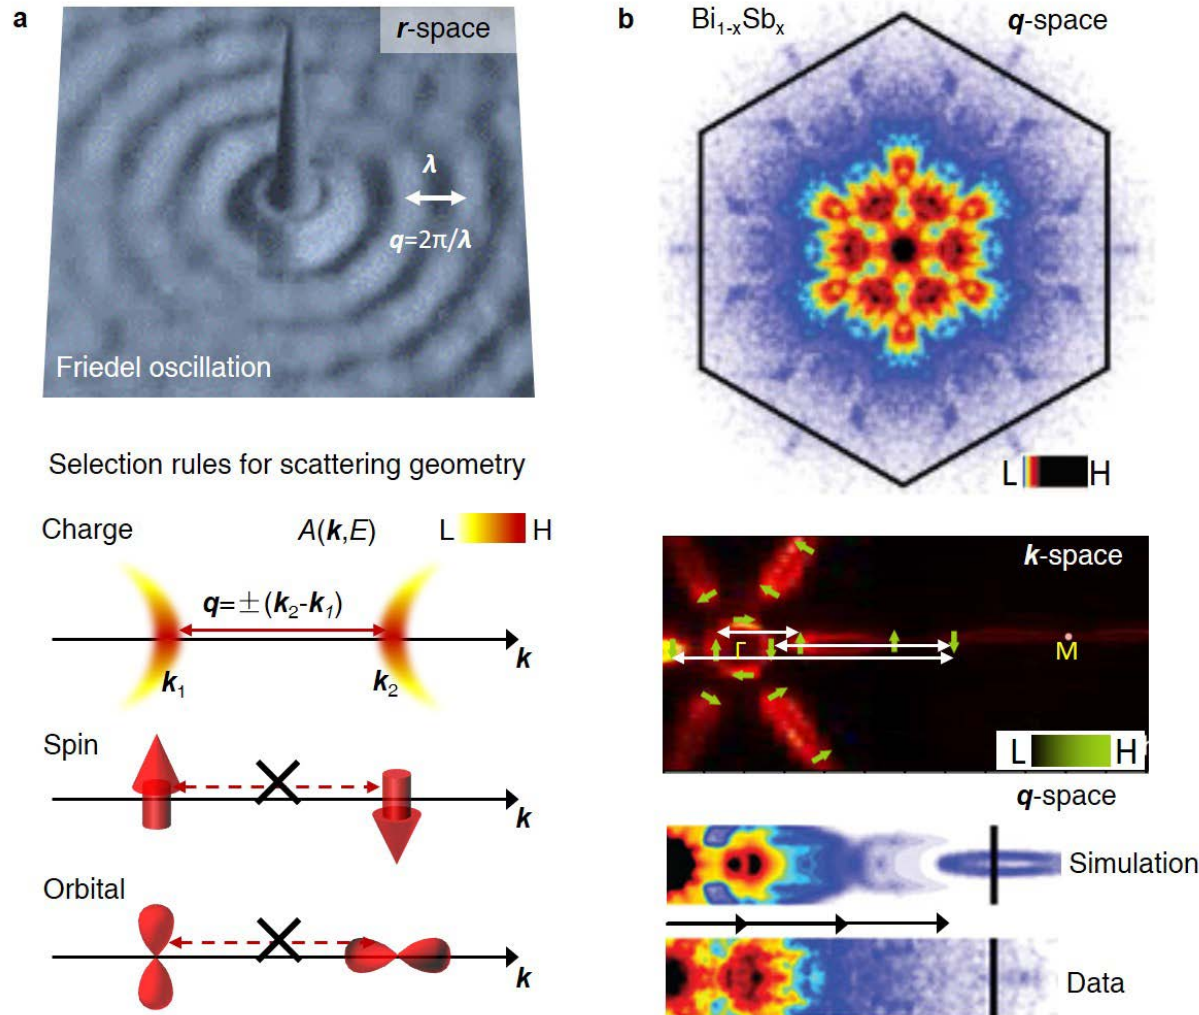 a
r-space
λ
q=2π/λ
Friedel oscillation
Selection rules for scattering geometry
Charge
A(k,E)
L H
q=±(k₂-k₁)
k
k₁
k₂
Spin
k
Orbital
k
b
Bi₁₋ₓSbₓ
q-space
L H
k-space
Γ
M
L H
q-space
Simulation
Data